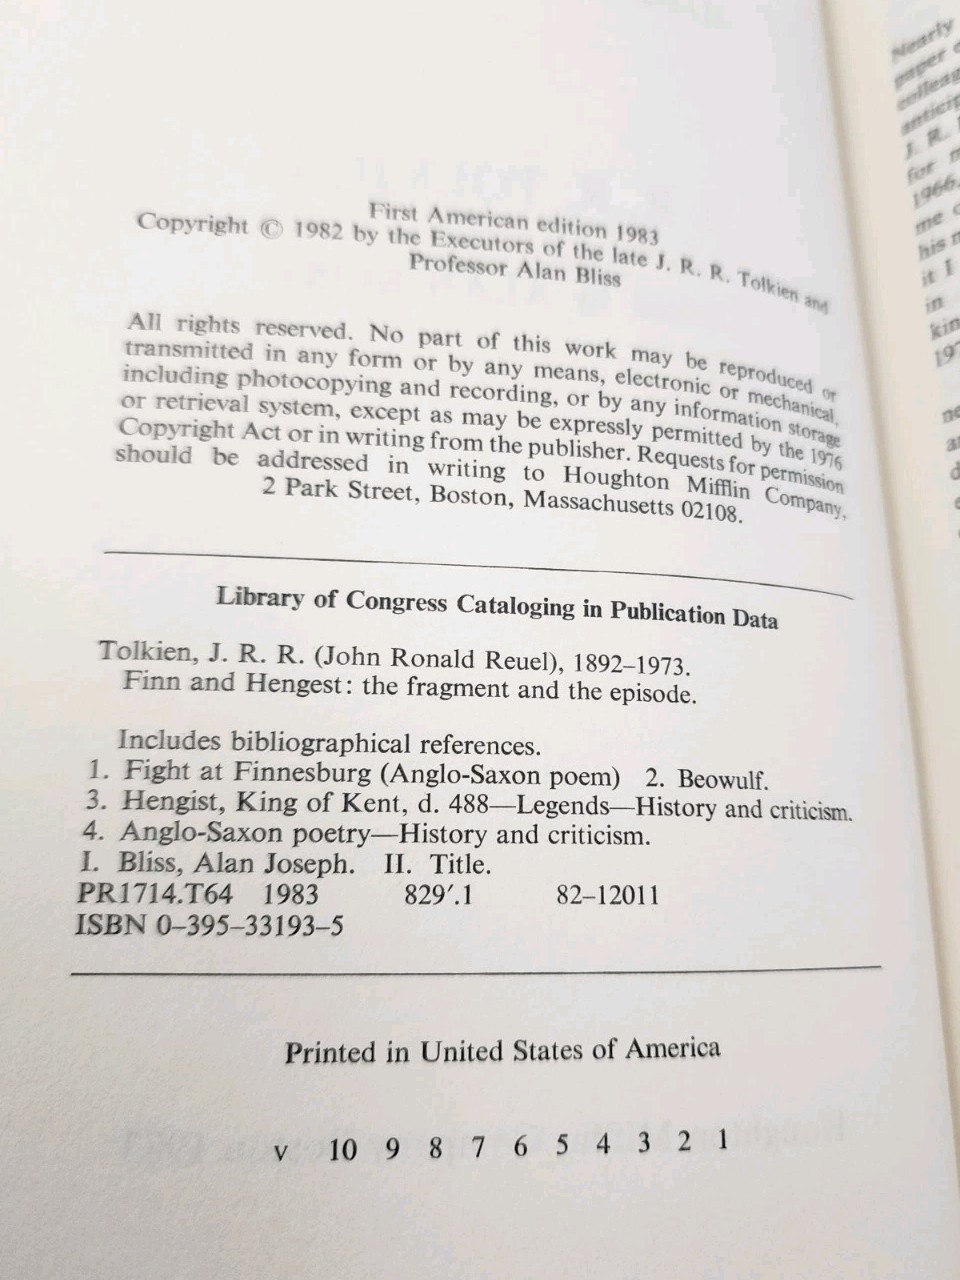 First American edition 1983
Copyright © 1982 by the Executors of the late J. R. R. Tolkien and
Professor Alan Bliss
All rights reserved. No part of this work may be reproduced or
transmitted in any form or by any means, electronic or mechanical,
including photocopying and recording, or by any information storage
or retrieval system, except as may be expressly permitted by the 1976
Copyright Act or in writing from the publisher. Requests for permission
should be addressed in writing to Houghton Mifflin Company,
2 Park Street, Boston, Massachusetts 02108.
Library of Congress Cataloging in Publication Data
Tolkien, J. R. R. (John Ronald Reuel), 1892–1973.
Finn and Hengest: the fragment and the episode.
Includes bibliographical references.
1. Fight at Finnesburg (Anglo-Saxon poem) 2. Beowulf.
3. Hengist, King of Kent, d. 488—Legends—History and criticism.
4. Anglo-Saxon poetry—History and criticism.
I. Bliss, Alan Joseph. II. Title.
PR1714.T64 1983 829′.1 82–12011
ISBN 0–395–33193–5
Printed in United States of America
v 10 9 8 7 6 5 4 3 2 1
Nearly
paper
J. R.
for
1966.
me
his
it I
in